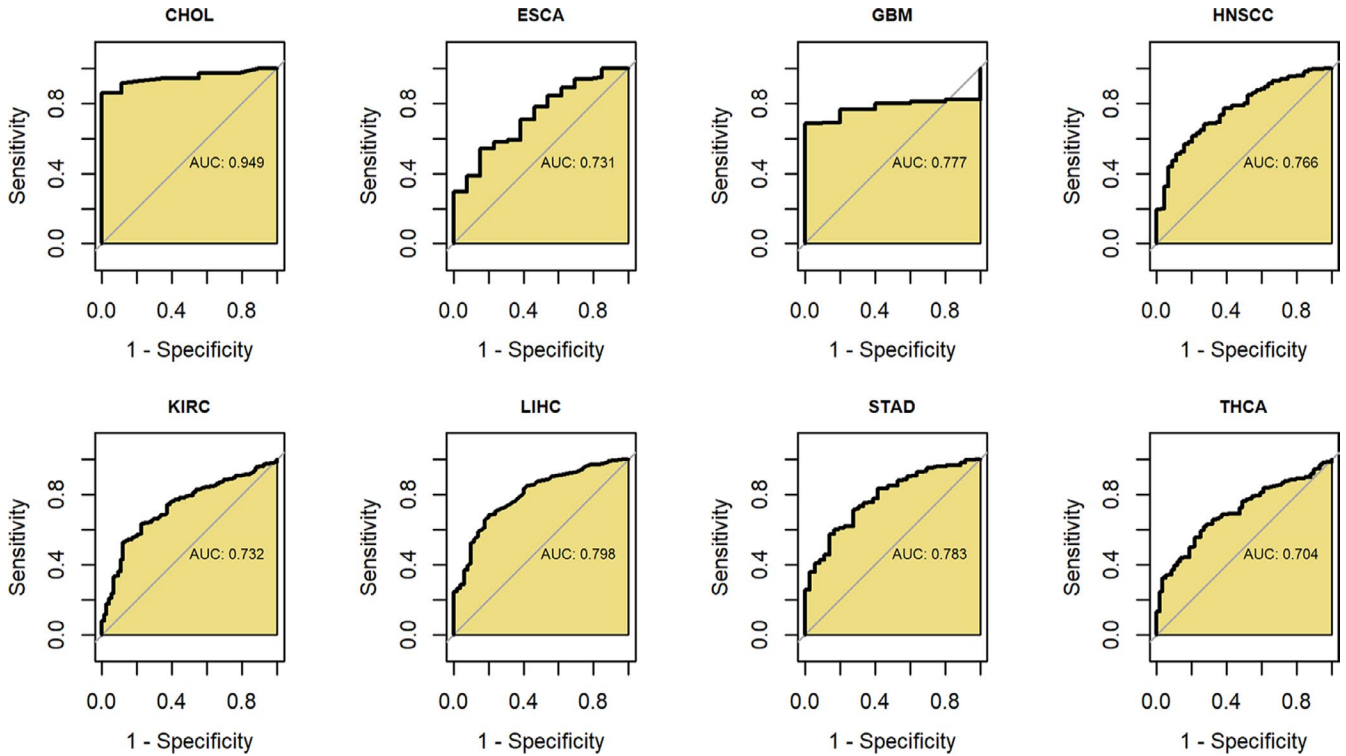 CHOL
Sensitivity
0.0 0.4 0.8
AUC: 0.949
0.0 0.4 0.8
1 - Specificity
ESCA
Sensitivity
0.0 0.4 0.8
AUC: 0.731
0.0 0.4 0.8
1 - Specificity
GBM
Sensitivity
0.0 0.4 0.8
AUC: 0.777
0.0 0.4 0.8
1 - Specificity
HNSCC
Sensitivity
0.0 0.4 0.8
AUC: 0.766
0.0 0.4 0.8
1 - Specificity
KIRC
Sensitivity
0.0 0.4 0.8
AUC: 0.732
0.0 0.4 0.8
1 - Specificity
LIHC
Sensitivity
0.0 0.4 0.8
AUC: 0.798
0.0 0.4 0.8
1 - Specificity
STAD
Sensitivity
0.0 0.4 0.8
AUC: 0.783
0.0 0.4 0.8
1 - Specificity
THCA
Sensitivity
0.0 0.4 0.8
AUC: 0.704
0.0 0.4 0.8
1 - Specificity